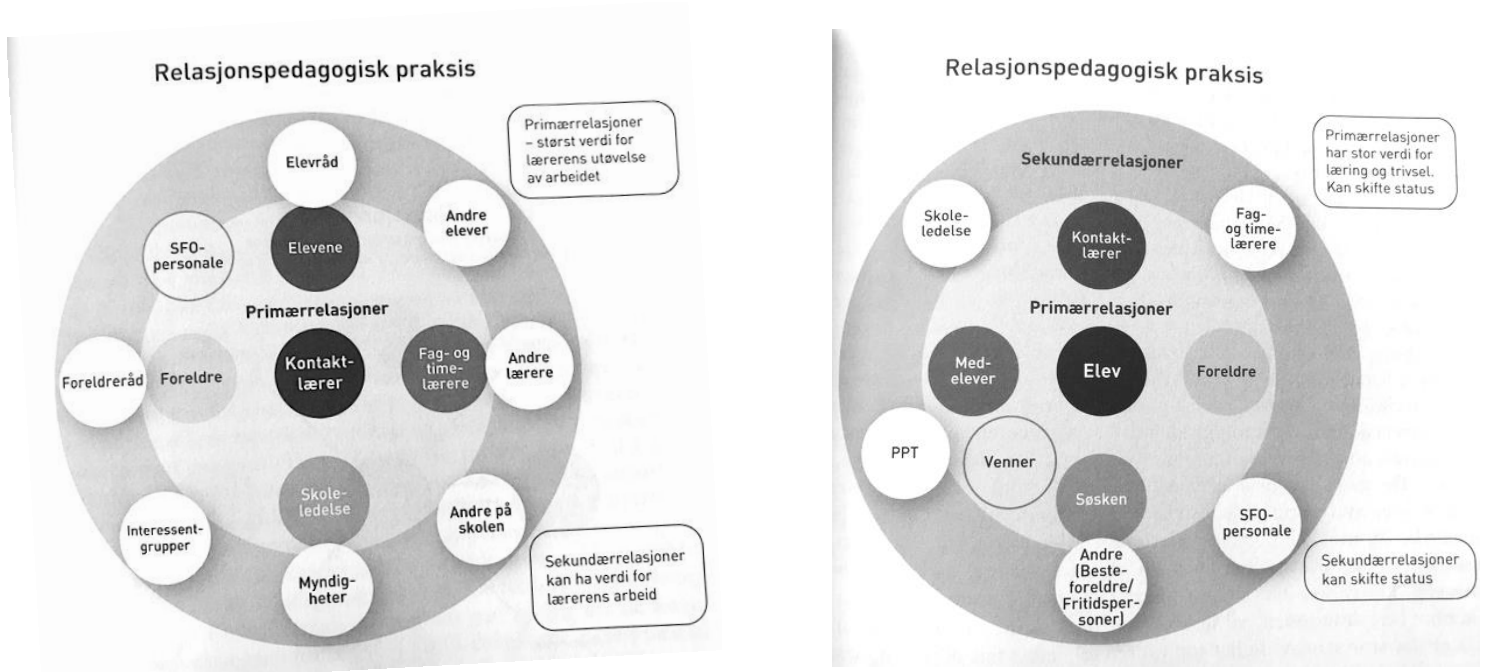 Relasjonspedagogisk praksis
Primærrelasjoner
– størst verdi for
lærerens utøvelse
av arbeidet
Elevråd
Andre
elever
SFO-
personale
Elevene
Primærrelasjoner
Foreldreråd
Foreldre
Kontakt-
lærer
Fag- og
time-
lærere
Andre
lærere
Skole-
ledelse
Andre på
skolen
Interessent-
grupper
Myndig-
heter
Sekundærrelasjoner
kan ha verdi for
lærerens arbeid
Relasjonspedagogisk praksis
Primærrelasjoner
har stor verdi for
læring og trivsel.
Kan skifte status
Sekundærrelasjoner
Skole-
ledelse
Kontakt-
lærer
Fag-
og time-
lærere
Primærrelasjoner
Med-
elever
Elev
Foreldre
PPT
Venner
Søsken
SFO-
personale
Andre
(Beste-
foreldre/
Fritidsper-
soner)
Sekundærrelasjoner
kan skifte status